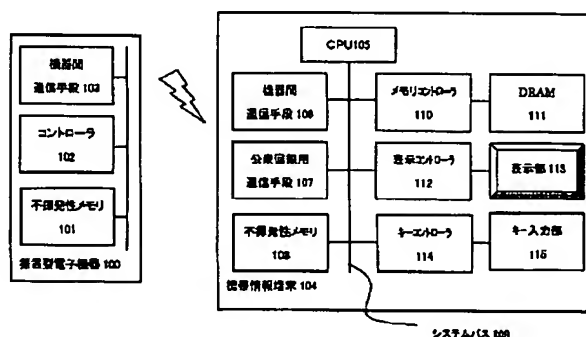 機器間
通信手段 103
コントローラ
102
不揮発性メモリ
101
携帯型電子機器 100
CPU105
機器間
通信手段 106
公衆回線用
通信手段 107
不揮発性メモリ
108
携帯情報端末 104
メモリコントローラ
110
表示コントローラ
112
キーコントローラ
114
DRAM
111
表示部 113
キー入力部
115
システムバス 109